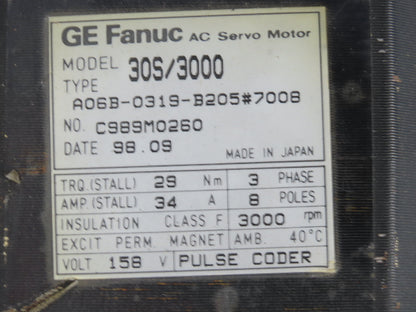 GE Fanuc AC Servo Motor
MODEL 30S/3000
TYPE
A06B-0319-B205#7008
NO. C989M0260
DATE 98.09 MADE IN JAPAN
TRQ.(STALL) 29 Nm 3 PHASE
AMP.(STALL) 34 A 8 POLES
INSULATION CLASS F 3000 rpm
EXCIT PERM. MAGNET AMB. 40°C
VOLT 158 V PULSE CODER